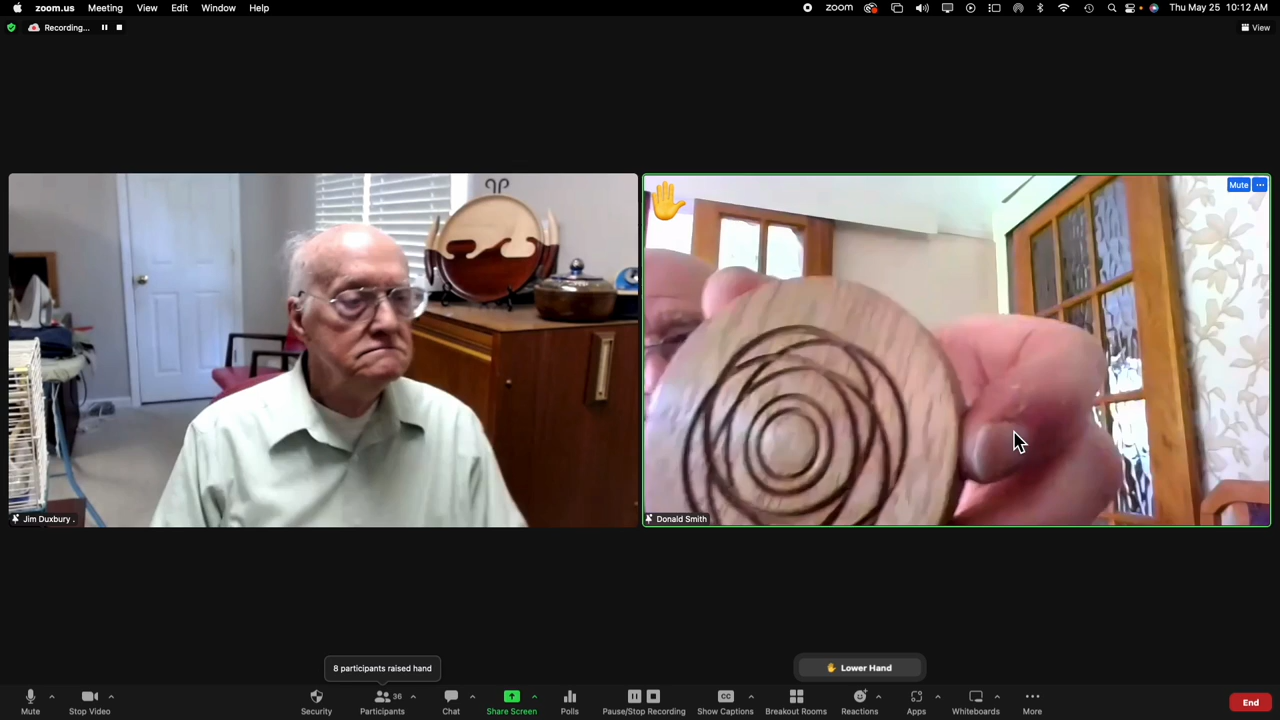 zoom.us Meeting View Edit Window Help zoom Thu May 25 10:12 AM
Recording... View
Mute ...
Jim Duxbury . Donald Smith
8 participants raised hand Lower Hand
36
CC
Mute Stop Video Security Participants Chat Share Screen Polls Pause/Stop Recording Show Captions Breakout Rooms Reactions Apps Whiteboards More End